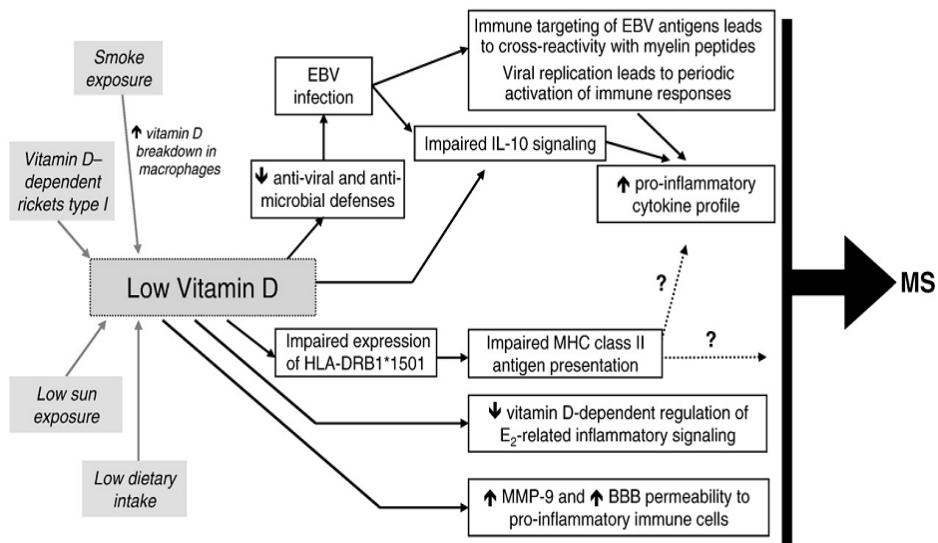 Smoke
exposure
↑ vitamin D
breakdown in
macrophages
Vitamin D–
dependent
rickets type I
Low Vitamin D
Low sun
exposure
Low dietary
intake
EBV
infection
↓ anti-viral and anti-
microbial defenses
Immune targeting of EBV antigens leads
to cross-reactivity with myelin peptides
Viral replication leads to periodic
activation of immune responses
Impaired IL-10 signaling
↑ pro-inflammatory
cytokine profile
Impaired expression
of HLA-DRB1*1501
Impaired MHC class II
antigen presentation
?
?
↓ vitamin D-dependent regulation of
E₂-related inflammatory signaling
↑ MMP-9 and ↑ BBB permeability to
pro-inflammatory immune cells
MS